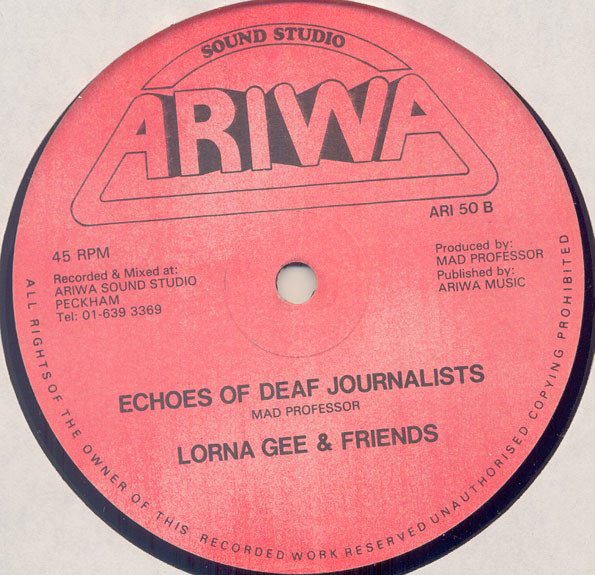 SOUND STUDIO
ARIWA
ARI 50 B
45 RPM
Recorded & Mixed at:
ARIWA SOUND STUDIO
PECKHAM
Tel: 01-639 3369
Produced by:
MAD PROFESSOR
Published by:
ARIWA MUSIC
ECHOES OF DEAF JOURNALISTS
MAD PROFESSOR
LORNA GEE & FRIENDS
ALL RIGHTS OF THE OWNER OF THIS RECORDED WORK RESERVED UNAUTHORISED COPYING PROHIBITED